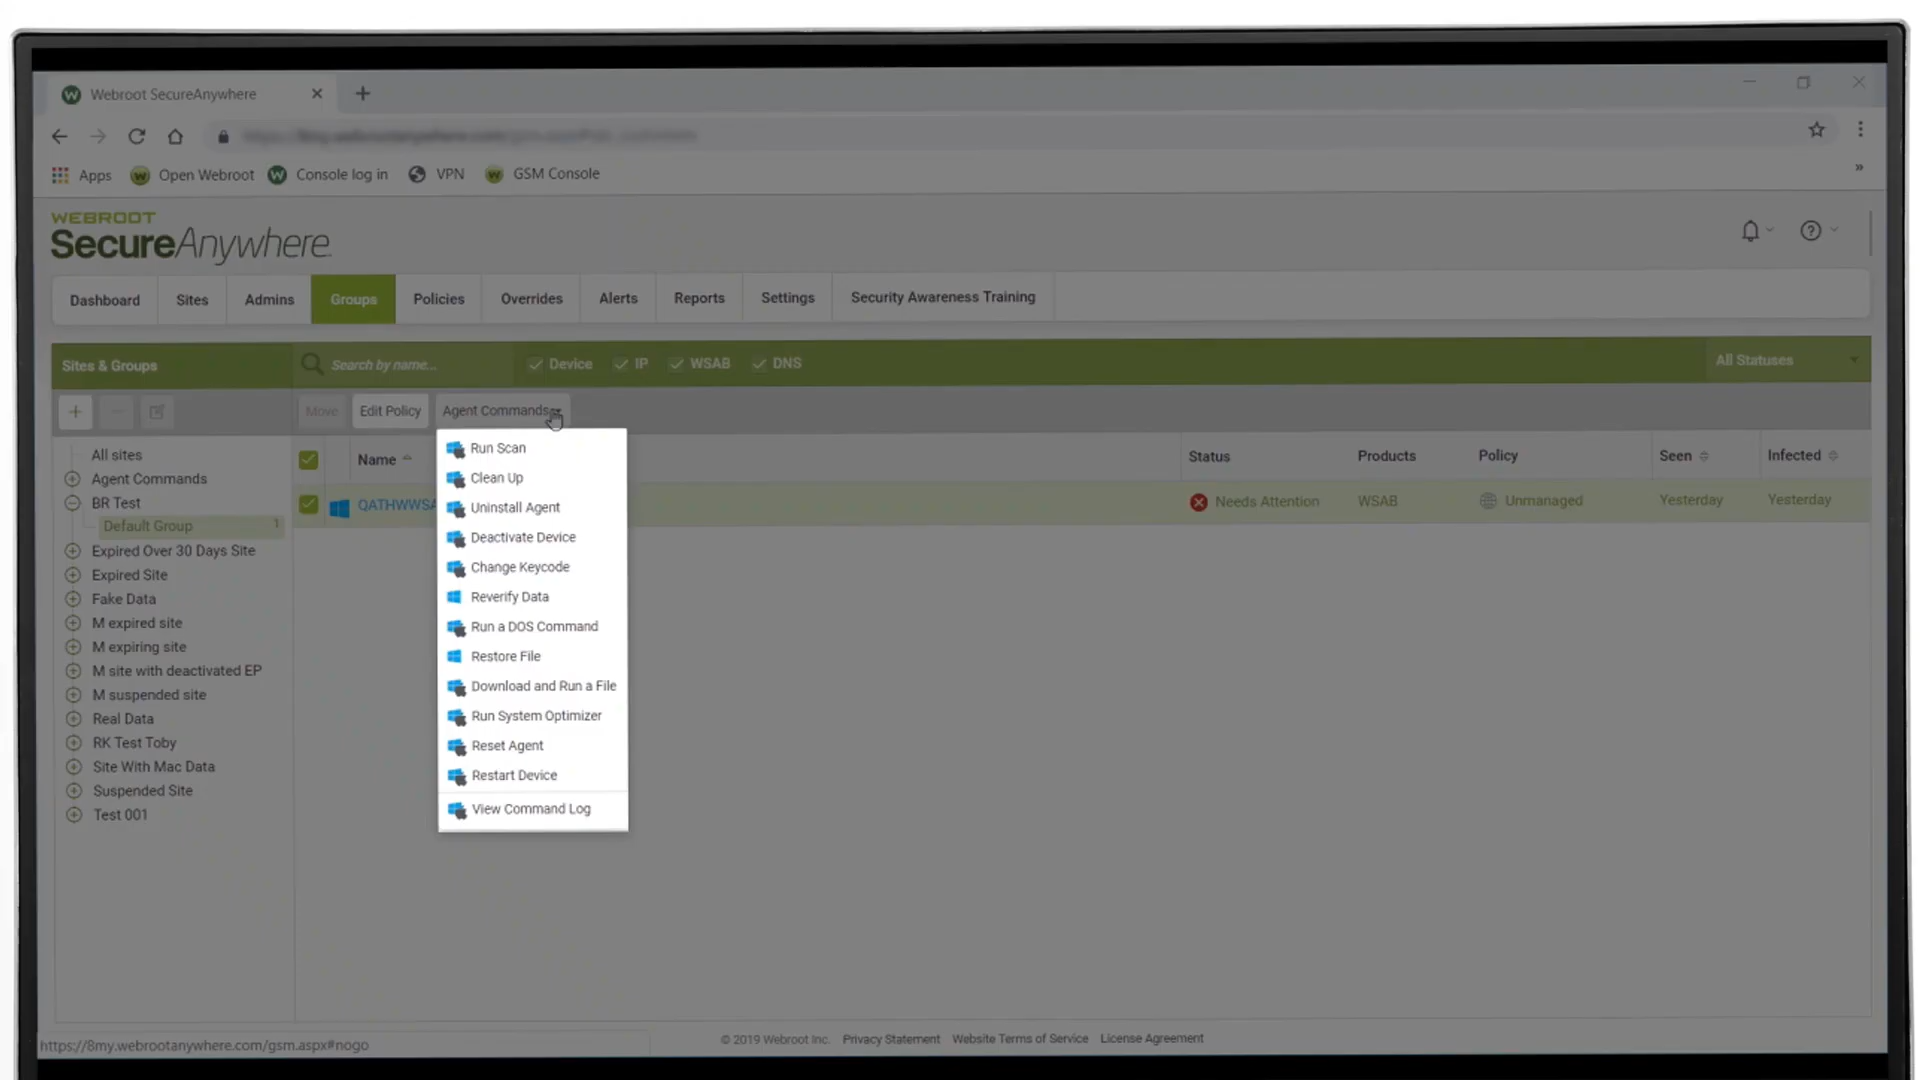 Webroot SecureAnywhere
Apps Open Webroot Console log in VPN GSM Console
WEBROOT
SecureAnywhere
Dashboard Sites Admins Groups Policies Overrides Alerts Reports Settings Security Awareness Training
Sites & Groups Search by name... Device IP WSAB DNS All Statuses
Move Edit Policy Agent Commands
All sites
Agent Commands
BR Test
Default Group 1
Expired Over 30 Days Site
Expired Site
Fake Data
M expired site
M expiring site
M site with deactivated EP
M suspended site
Real Data
RK Test Toby
Site With Mac Data
Suspended Site
Test 001
Name Status Products Policy Seen Infected
QATHWWSA Needs Attention WSAB Unmanaged Yesterday Yesterday
Run Scan
Clean Up
Uninstall Agent
Deactivate Device
Change Keycode
Reverify Data
Run a DOS Command
Restore File
Download and Run a File
Run System Optimizer
Reset Agent
Restart Device
View Command Log
https://8my.webrootanywhere.com/gsm.aspx#nogo
© 2019 Webroot Inc. Privacy Statement Website Terms of Service License Agreement